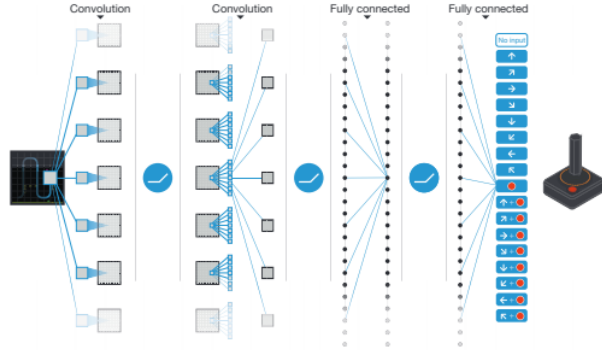 Convolution
Convolution
Fully connected
Fully connected
No input
+
+
+
+
+
+
+
+